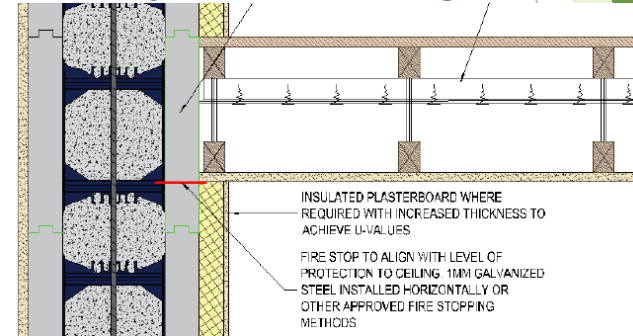 INSULATED PLASTERBOARD WHERE
REQUIRED WITH INCREASED THICKNESS TO
ACHIEVE U-VALUES
FIRE STOP TO ALIGN WITH LEVEL OF
PROTECTION TO CEILING. 1MM GALVANIZED
STEEL INSTALLED HORIZONTALLY OR
OTHER APPROVED FIRE STOPPING
METHODS